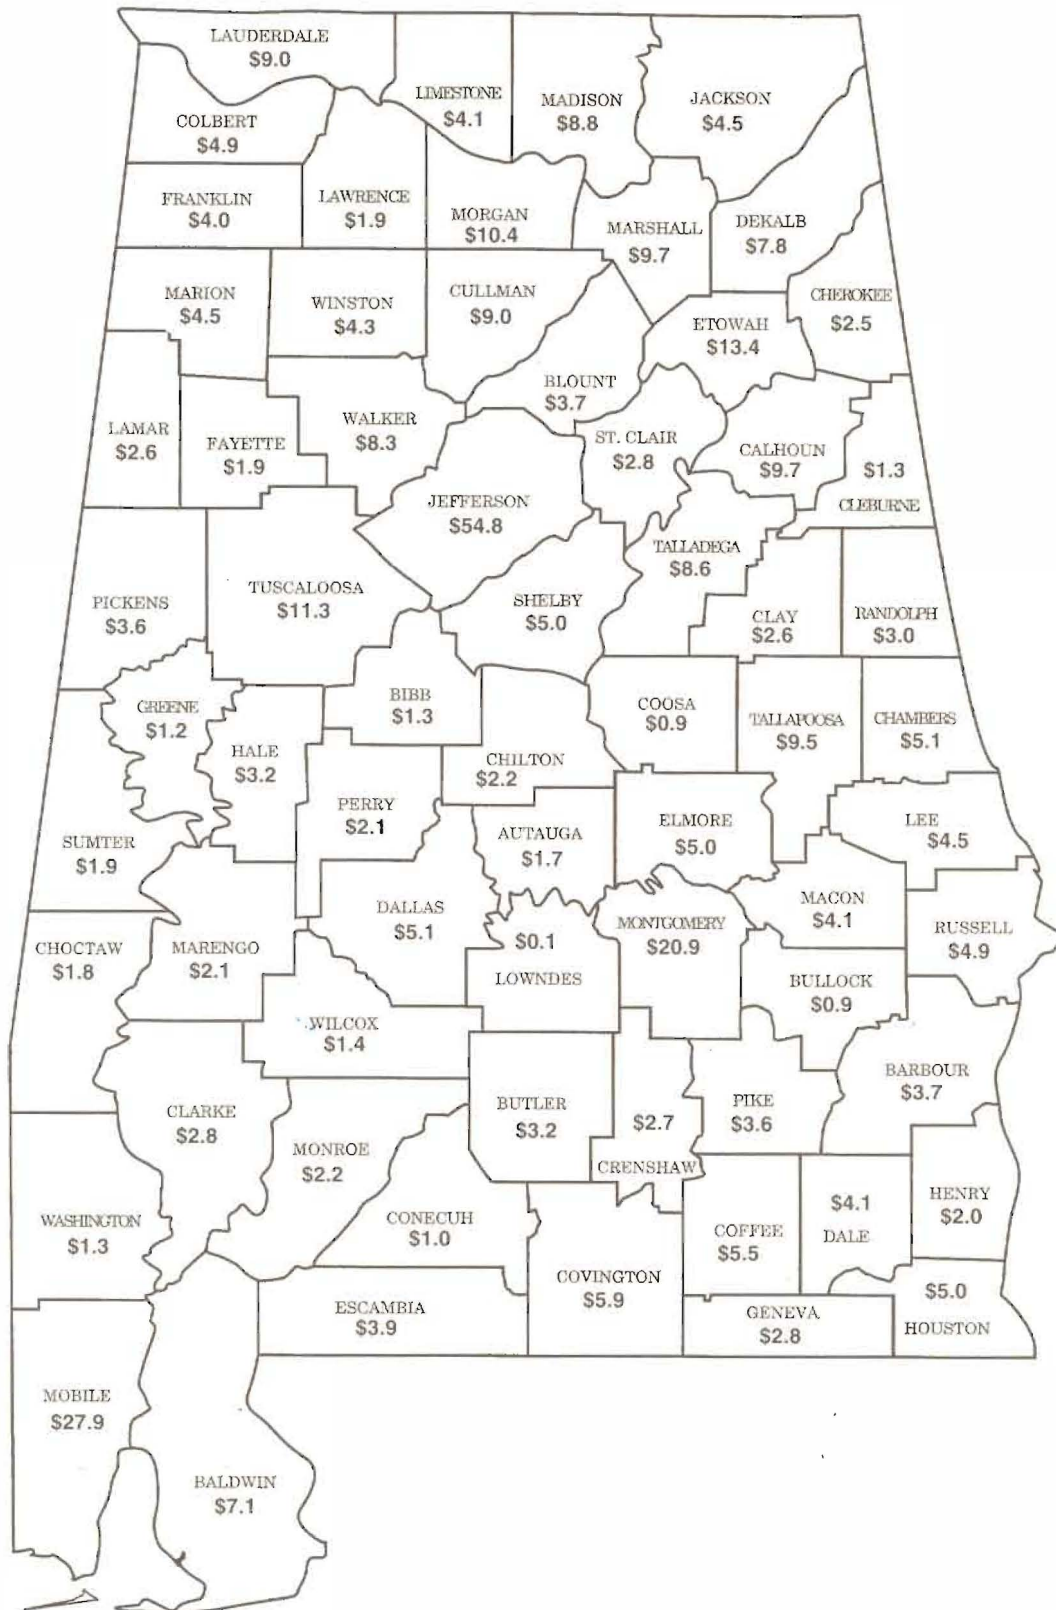 LAUDERDALE
$9.0
LIMESTONE
$4.1
MADISON
$8.8
JACKSON
$4.5
COLBERT
$4.9
FRANKLIN
$4.0
LAWRENCE
$1.9
MORGAN
$10.4
MARSHALL
$9.7
DEKALB
$7.8
CHEROKEE
$2.5
MARION
$4.5
WINSTON
$4.3
CULLMAN
$9.0
ETOWAH
$13.4
BLOUNT
$3.7
LAMAR
$2.6
FAYETTE
$1.9
WALKER
$8.3
ST. CLAIR
$2.8
CALHOUN
$9.7
$1.3
CLEBURNE
JEFFERSON
$54.8
TALLADEGA
$8.6
PICKENS
$3.6
TUSCALOOSA
$11.3
SHELBY
$5.0
CLAY
$2.6
RANDOLPH
$3.0
GREENE
$1.2
BIBB
$1.3
COOSA
$0.9
TALLAPOOSA
$9.5
CHAMBERS
$5.1
HALE
$3.2
CHILTON
$2.2
PERRY
$2.1
AUTAUGA
$1.7
ELMORE
$5.0
LEE
$4.5
SUMTER
$1.9
DALLAS
$5.1
MACON
$4.1
CHOCTAW
$1.8
MARENGO
$2.1
$0.1
LOWNDES
MONTGOMERY
$20.9
RUSSELL
$4.9
BULLOCK
$0.9
WILCOX
$1.4
BARBOUR
$3.7
CLARKE
$2.8
BUTLER
$3.2
$2.7
CRENSHAW
PIKE
$3.6
MONROE
$2.2
WASHINGTON
$1.3
CONECUH
$1.0
COFFEE
$5.5
$4.1
DALE
HENRY
$2.0
COVINGTON
$5.9
ESCAMBIA
$3.9
GENEVA
$2.8
$5.0
HOUSTON
MOBILE
$27.9
BALDWIN
$7.1